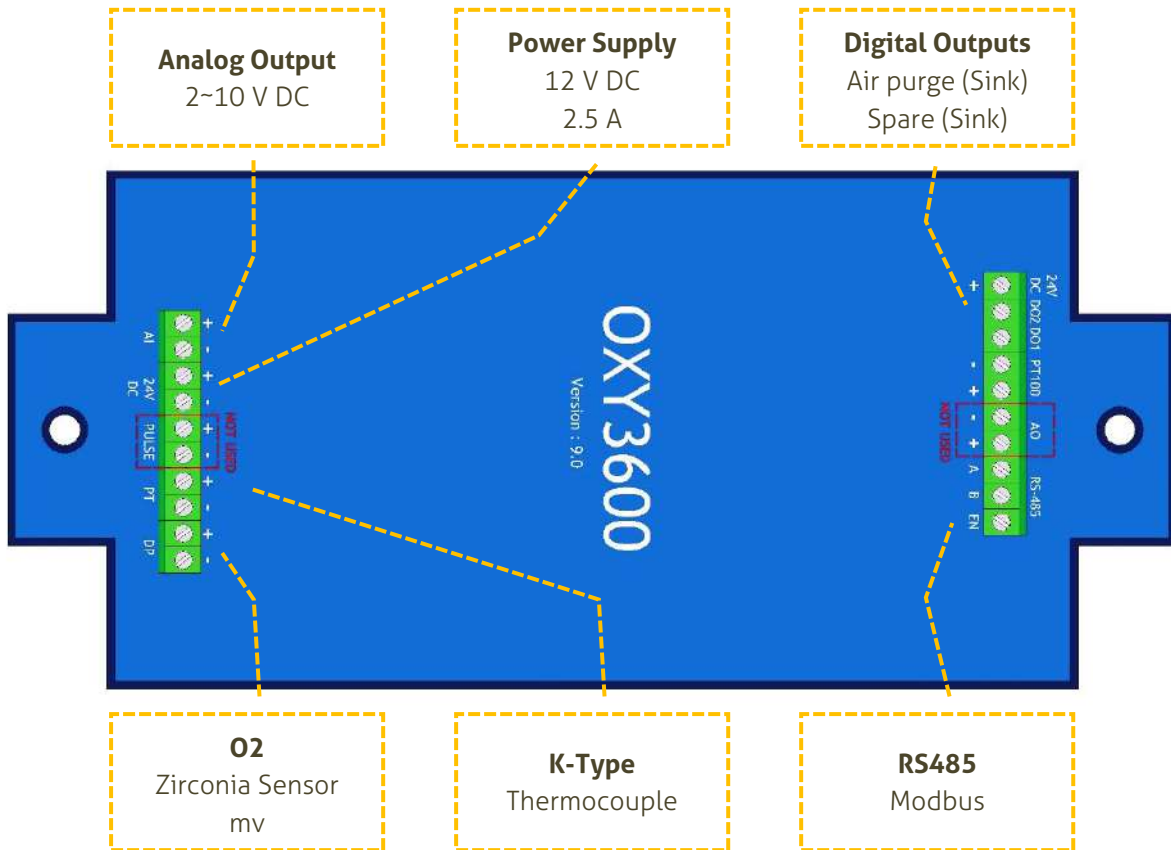 Analog Output
2~10 V DC
Power Supply
12 V DC
2.5 A
Digital Outputs
Air purge (Sink)
Spare (Sink)
AI
+
-
24V
DC
+
-
PULSE
+
-
NOT USED
PT
+
-
DP
+
-
OXY3600
Version : 9.0
24V
DC
+
DO2
DO1
PT100
-
+
AO
-
+
NOT USED
RS-485
A
B
EN
O2
Zirconia Sensor
mv
K-Type
Thermocouple
RS485
Modbus